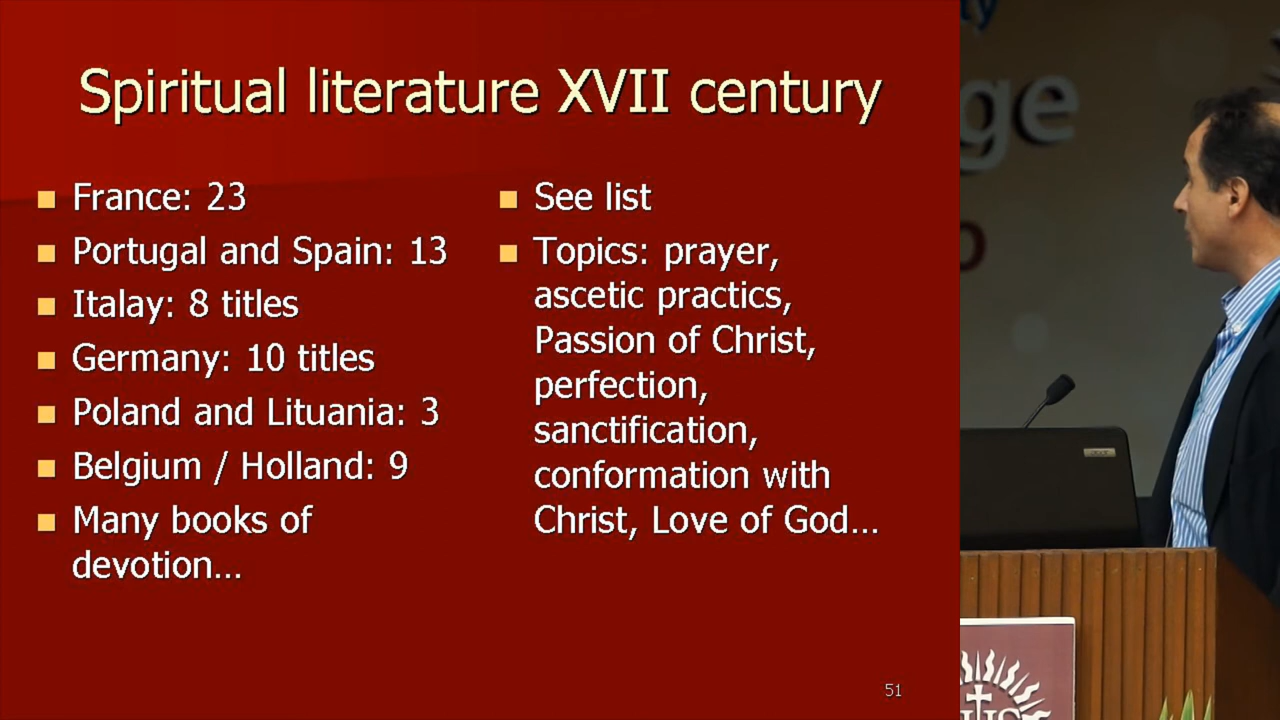 Spiritual literature XVII century
France: 23
Portugal and Spain: 13
Italay: 8 titles
Germany: 10 titles
Poland and Lituania: 3
Belgium / Holland: 9
Many books of
devotion...
See list
Topics: prayer,
ascetic practices,
Passion of Christ,
perfection,
sanctification,
conformation with
Christ, Love of God...
51
ge
acer